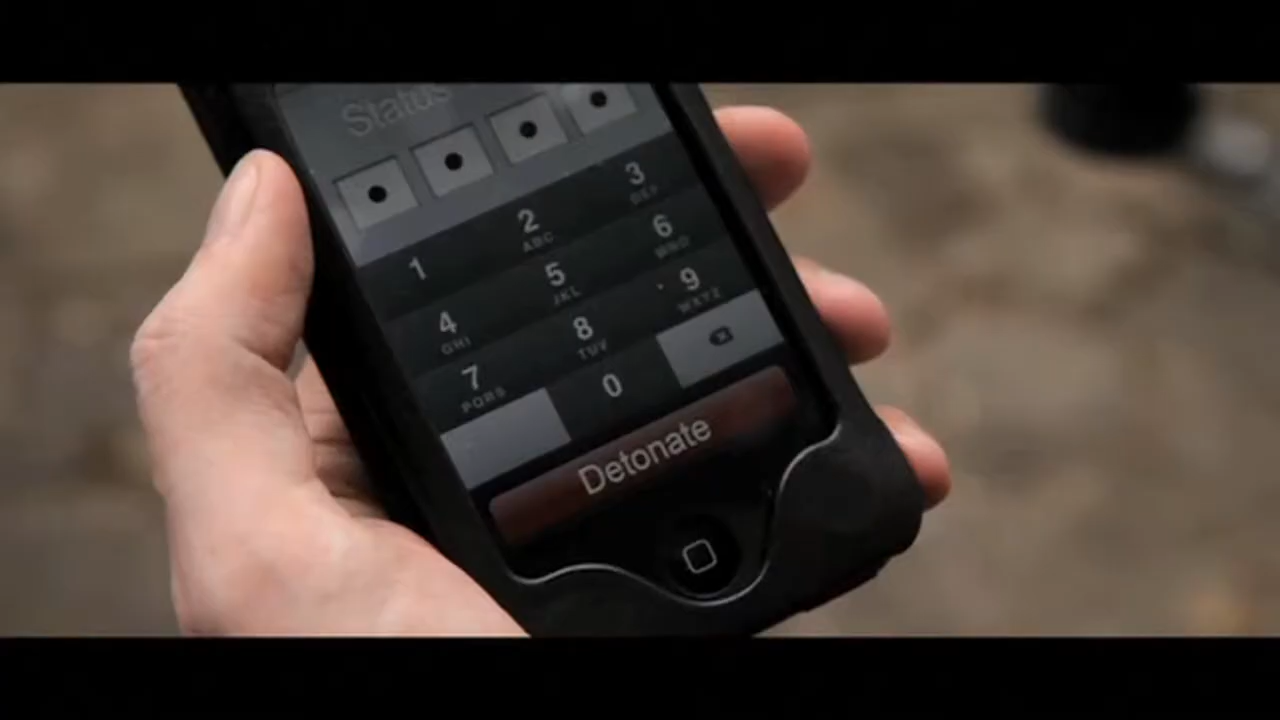 Status
1 2 ABC 3 DEF
4 GHI 5 JKL 6 MNO
7 PQRS 8 TUV 9 WXYZ
0
Detonate